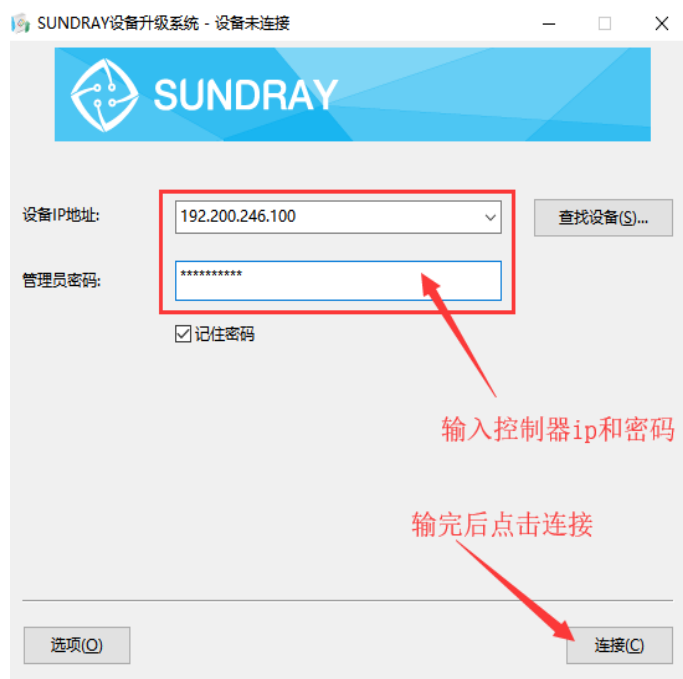 SUNDRAY设备升级系统 - 设备未连接
SUNDRAY
设备IP地址: 192.200.246.100 查找设备(S)...
管理员密码: **********
记住密码
输入控制器ip和密码
输完后点击连接
选项(O) 连接(C)